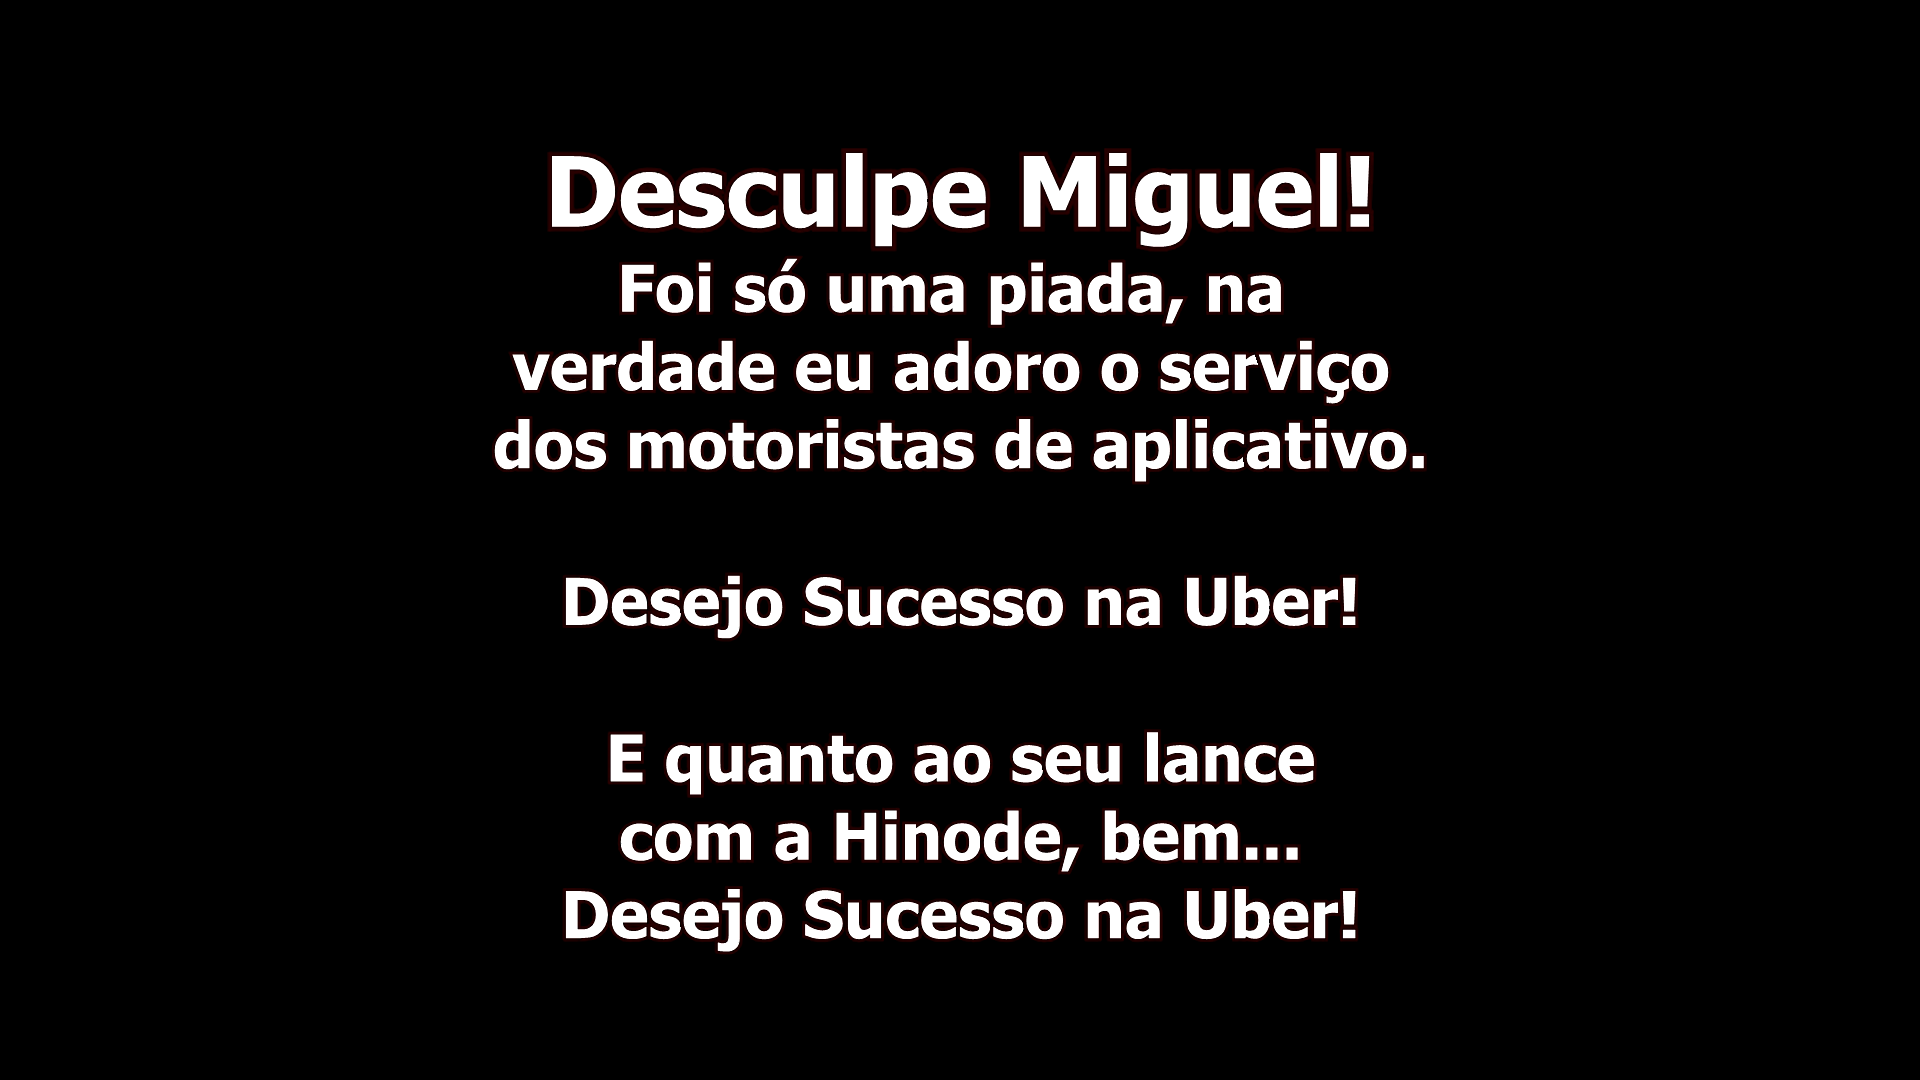 Desculpe Miguel!
Foi só uma piada, na
verdade eu adoro o serviço
dos motoristas de aplicativo.
Desejo Sucesso na Uber!
E quanto ao seu lance
com a Hinode, bem...
Desejo Sucesso na Uber!